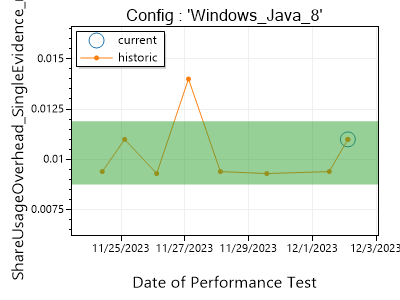 Config : 'Windows_Java_8'
current
historic
0.015
0.0125
0.01
0.0075
11/25/2023
11/27/2023
11/29/2023
12/1/2023
12/3/2023
Date of Performance Test